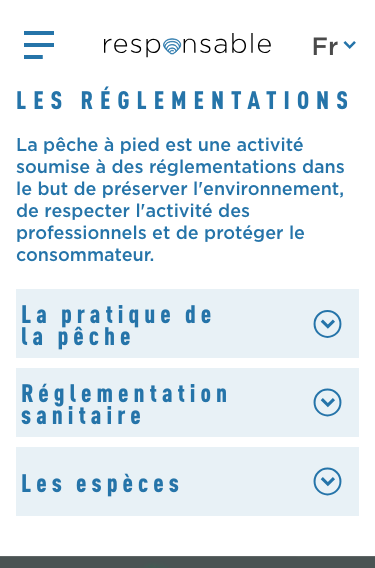 responsable
Fr
LES RÉGLEMENTATIONS
La pêche à pied est une activité
soumise à des réglementations dans
le but de préserver l'environnement,
de respecter l'activité des
professionnels et de protéger le
consommateur.
La pratique de
la pêche
Réglementation
sanitaire
Les espèces